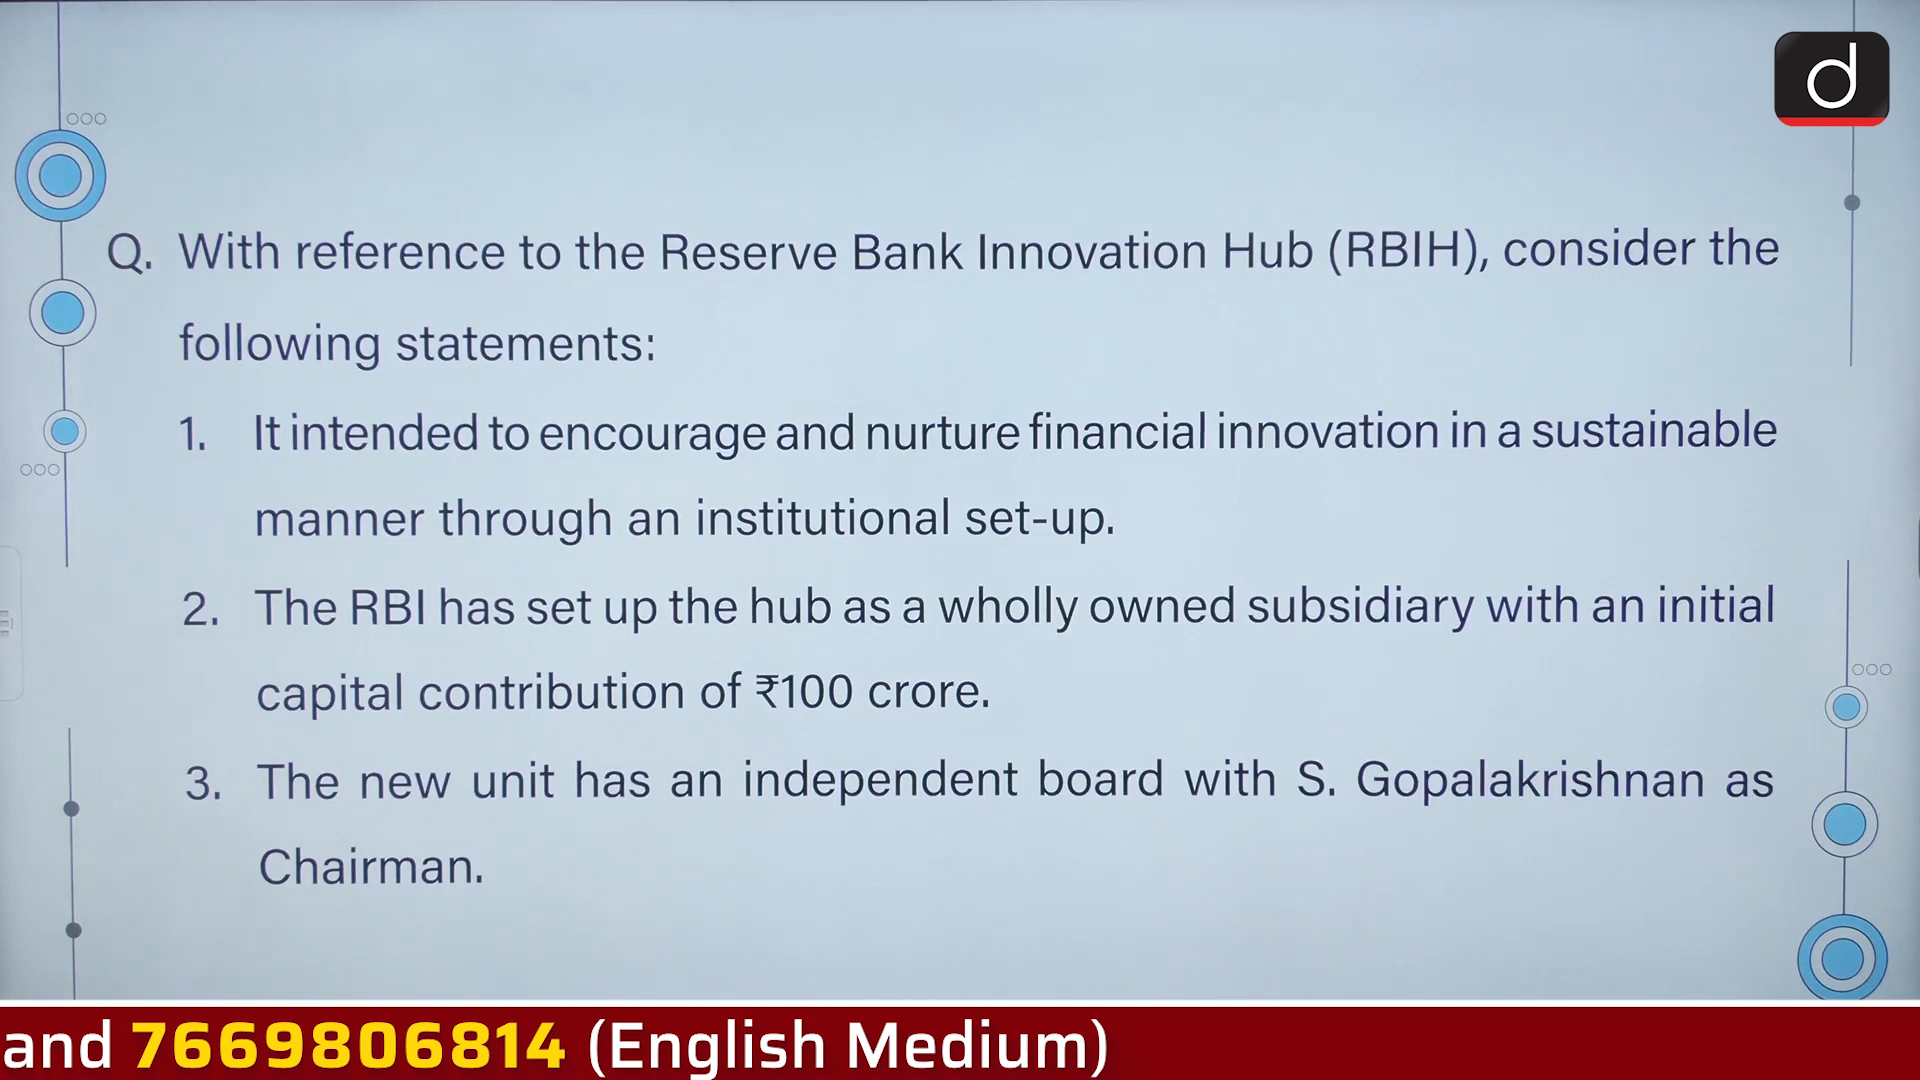 d
Q. With reference to the Reserve Bank Innovation Hub (RBIH), consider the
following statements:
1. It intended to encourage and nurture financial innovation in a sustainable
manner through an institutional set-up.
2. The RBI has set up the hub as a wholly owned subsidiary with an initial
capital contribution of ₹100 crore.
3. The new unit has an independent board with S. Gopalakrishnan as
Chairman.
and 7669806814 (English Medium)